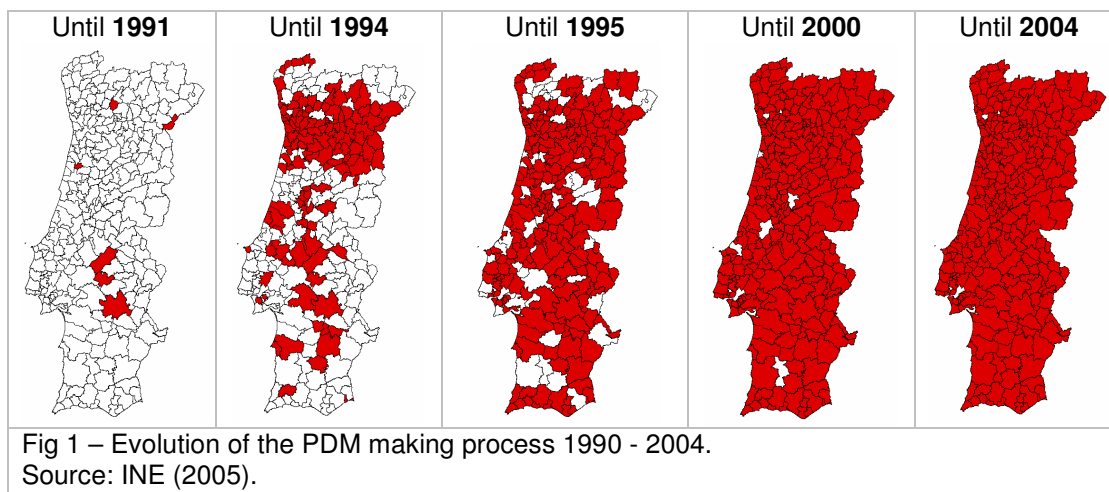 Until 1991
Until 1994
Until 1995
Until 2000
Until 2004
Fig 1 – Evolution of the PDM making process 1990 - 2004.
Source: INE (2005).